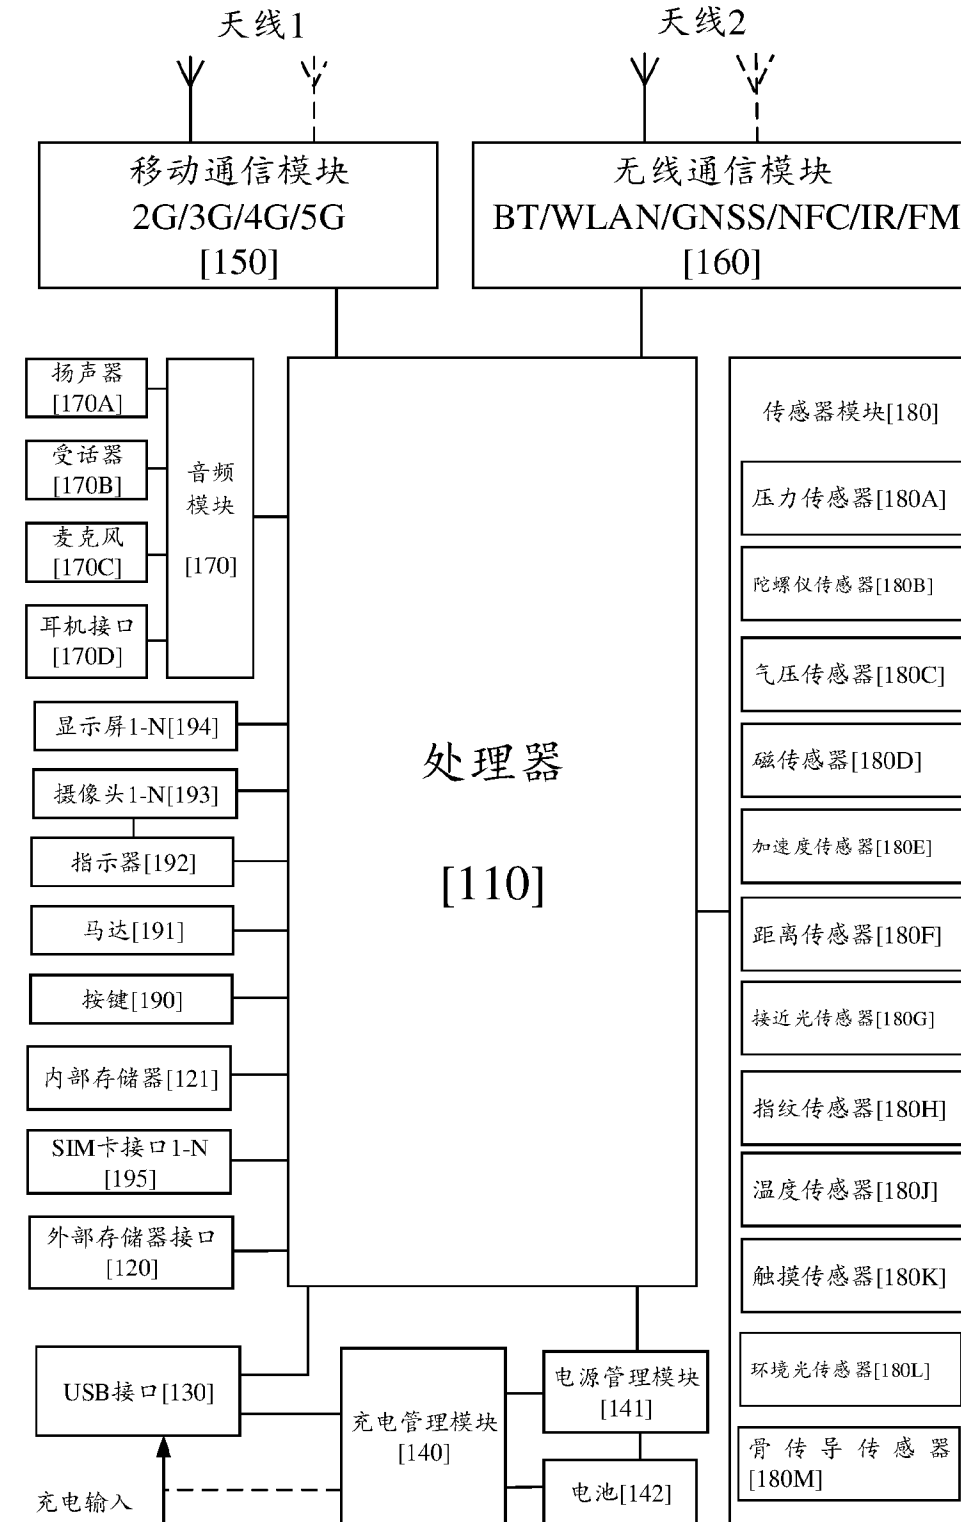 天线1
天线2
移动通信模块
2G/3G/4G/5G
[150]
无线通信模块
BT/WLAN/GNSS/NFC/IR/FM
[160]
扬声器
[170A]
受话器
[170B]
麦克风
[170C]
耳机接口
[170D]
音频
模块
[170]
显示屏1-N[194]
摄像头1-N[193]
指示器[192]
马达[191]
按键[190]
内部存储器[121]
SIM卡接口1-N
[195]
外部存储器接口
[120]
处理器
[110]
传感器模块[180]
压力传感器[180A]
陀螺仪传感器[180B]
气压传感器[180C]
磁传感器[180D]
加速度传感器[180E]
距离传感器[180F]
接近光传感器[180G]
指纹传感器[180H]
温度传感器[180J]
触摸传感器[180K]
环境光传感器[180L]
骨传导传感器
[180M]
USB接口[130]
充电输入
充电管理模块
[140]
电源管理模块
[141]
电池[142]